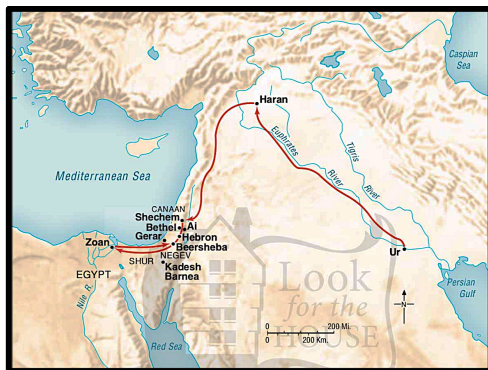 Caspian
Sea
Haran
Euphrates
River
Tigris
River
Mediterranean Sea
CANAAN
Shechem
Bethel
Ai
Hebron
Gerar
Beersheba
Zoan
NEGEV
SHUR
Kadesh
Barnea
EGYPT
Nile R.
Red Sea
Ur
Persian
Gulf
N
Look
for the
HOUSE
0 200 Mi.
0 200 Km.